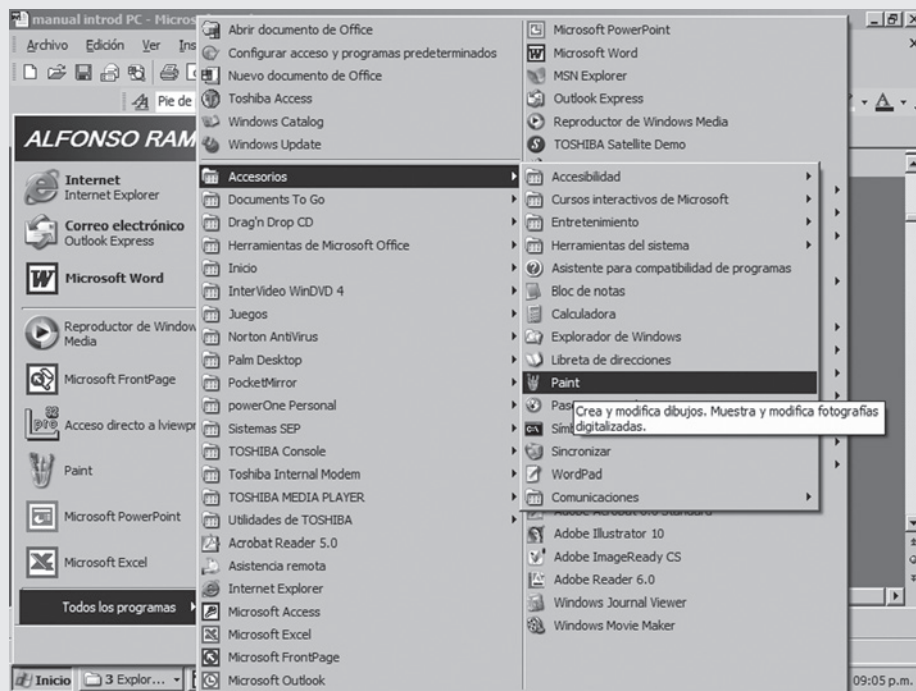 manual introd PC - Micros
Archivo Edición Ver Ins
Pie de
ALFONSO RAM
Internet
Internet Explorer
Correo electrónico
Outlook Express
Microsoft Word
Reproductor de Window
Media
Microsoft FrontPage
Acceso directo a lviewpr
Paint
Microsoft PowerPoint
Microsoft Excel
Todos los programas
Abrir documento de Office
Configurar acceso y programas predeterminados
Nuevo documento de Office
Toshiba Access
Windows Catalog
Windows Update
Accesorios
Documents To Go
Drag'n Drop CD
Herramientas de Microsoft Office
Inicio
InterVideo WinDVD 4
Juegos
Norton AntiVirus
Palm Desktop
PocketMirror
powerOne Personal
Sistemas SEP
TOSHIBA Console
Toshiba Internal Modem
TOSHIBA MEDIA PLAYER
Utilidades de TOSHIBA
Acrobat Reader 5.0
Asistencia remota
Internet Explorer
Microsoft Access
Microsoft Excel
Microsoft FrontPage
Microsoft Outlook
Microsoft PowerPoint
Microsoft Word
MSN Explorer
Outlook Express
Reproductor de Windows Media
TOSHIBA Satellite Demo
Accesibilidad
Cursos interactivos de Microsoft
Entretenimiento
Herramientas del sistema
Asistente para compatibilidad de programas
Bloc de notas
Calculadora
Explorador de Windows
Libreta de direcciones
Paint
Crea y modifica dibujos. Muestra y modifica fotografías
digitalizadas.
Sincronizar
WordPad
Comunicaciones
Adobe Illustrator 10
Adobe ImageReady CS
Adobe Reader 6.0
Windows Journal Viewer
Windows Movie Maker
Inicio
3 Explor...
09:05 p.m.